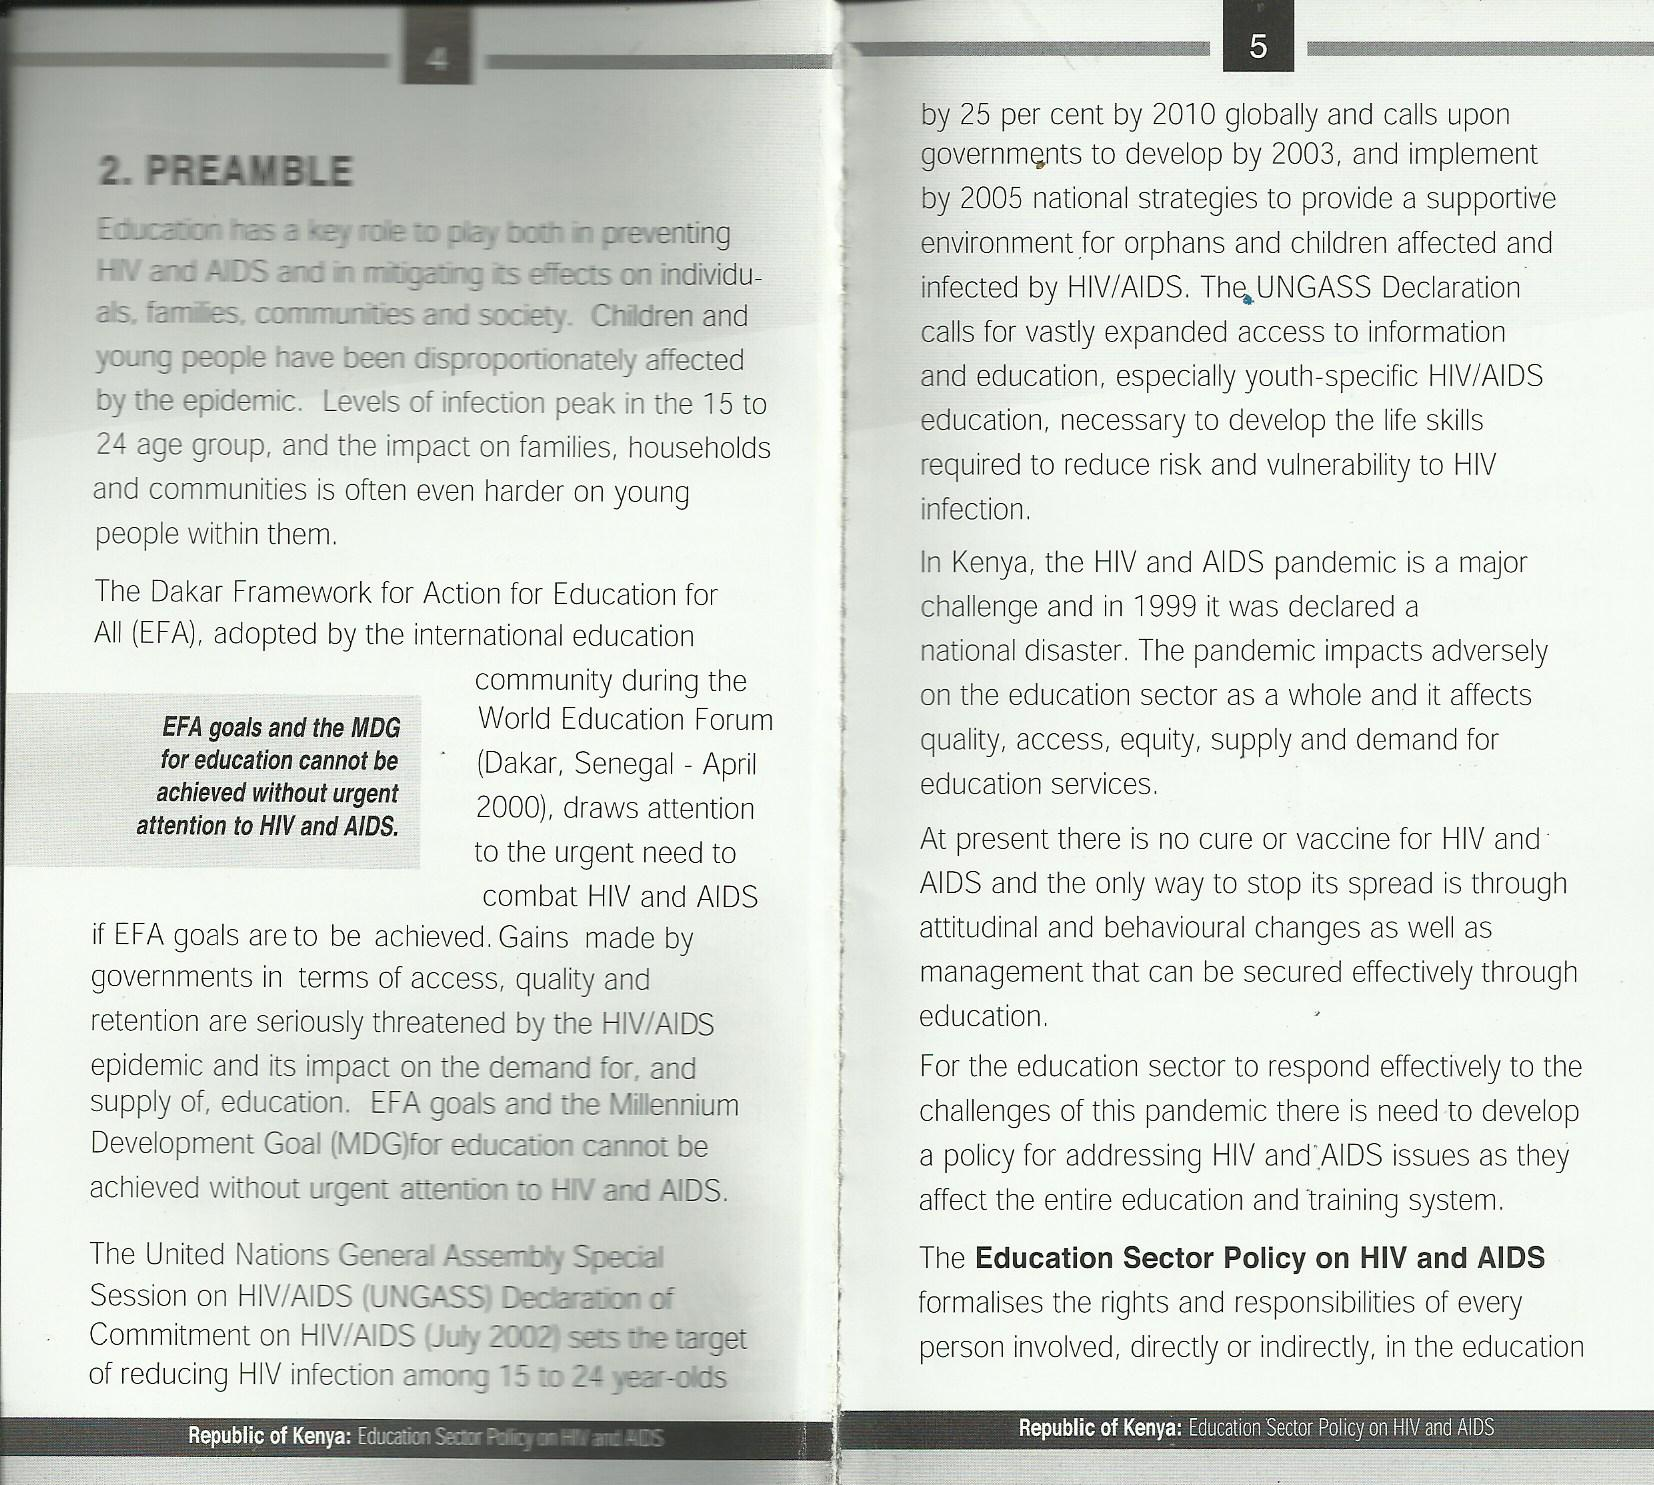 4
2. PREAMBLE
Education has a key role to play both in preventing
HIV and AIDS and in mitigating its effects on individu-
als, families, communities and society.  Children and
young people have been disproportionately affected
by the epidemic.  Levels of infection peak in the 15 to
24 age group, and the impact on families, households
and communities is often even harder on young
people within them.
The Dakar Framework for Action for Education for
All (EFA), adopted by the international education
community during the
World Education Forum
(Dakar, Senegal - April
2000), draws attention
to the urgent need to
combat HIV and AIDS
EFA goals and the MDG
for education cannot be
achieved without urgent
attention to HIV and AIDS.
if EFA goals are to be achieved. Gains made by
governments in terms of access, quality and
retention are seriously threatened by the HIV/AIDS
epidemic and its impact on the demand for, and
supply of, education.  EFA goals and the Millennium
Development Goal (MDG)for education cannot be
achieved without urgent attention to HIV and AIDS.
The United Nations General Assembly Special
Session on HIV/AIDS (UNGASS) Declaration of
Commitment on HIV/AIDS (July 2002) sets the target
of reducing HIV infection among 15 to 24 year-olds
Republic of Kenya: Education Sector Policy on HIV and AIDS
5
by 25 per cent by 2010 globally and calls upon
governments to develop by 2003, and implement
by 2005 national strategies to provide a supportive
environment for orphans and children affected and
infected by HIV/AIDS. The UNGASS Declaration
calls for vastly expanded access to information
and education, especially youth-specific HIV/AIDS
education, necessary to develop the life skills
required to reduce risk and vulnerability to HIV
infection.
In Kenya, the HIV and AIDS pandemic is a major
challenge and in 1999 it was declared a
national disaster. The pandemic impacts adversely
on the education sector as a whole and it affects
quality, access, equity, supply and demand for
education services.
At present there is no cure or vaccine for HIV and
AIDS and the only way to stop its spread is through
attitudinal and behavioural changes as well as
management that can be secured effectively through
education.
For the education sector to respond effectively to the
challenges of this pandemic there is need to develop
a policy for addressing HIV and AIDS issues as they
affect the entire education and training system.
The Education Sector Policy on HIV and AIDS
formalises the rights and responsibilities of every
person involved, directly or indirectly, in the education
Republic of Kenya: Education Sector Policy on HIV and AIDS